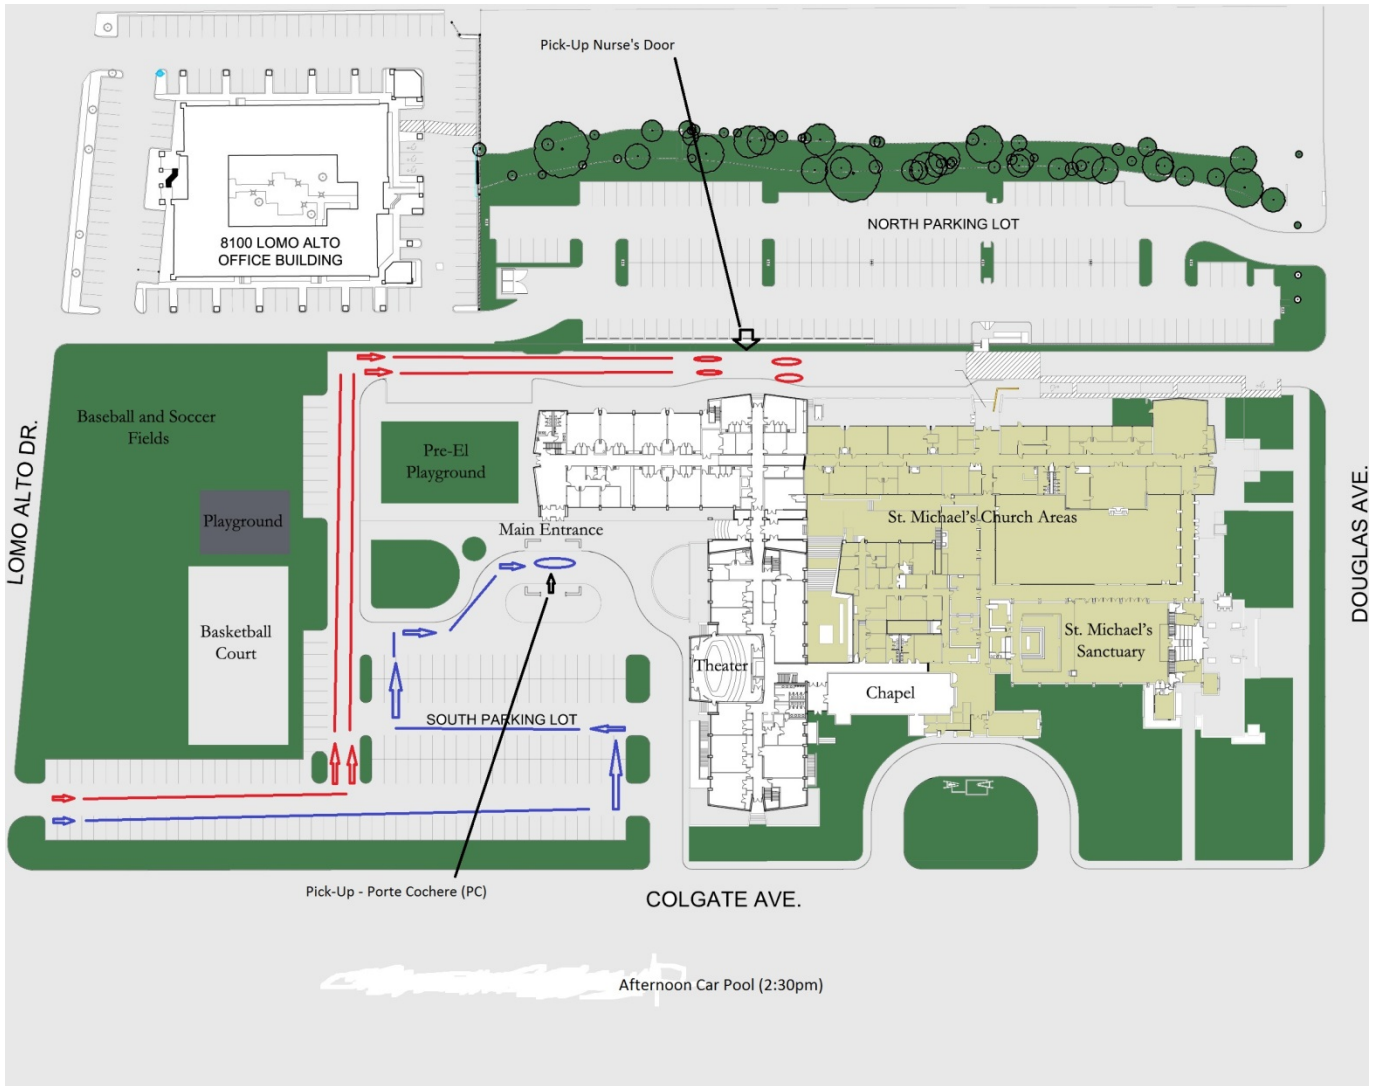 Pick-Up Nurse's Door
NORTH PARKING LOT
8100 LOMO ALTO
OFFICE BUILDING
LOMO ALTO DR.
Baseball and Soccer
Fields
Pre-El
Playground
Playground
Main Entrance
St. Michael's Church Areas
DOUGLAS AVE.
Basketball
Court
St. Michael's
Sanctuary
Theater
Chapel
SOUTH PARKING LOT
Pick-Up - Porte Cochere (PC)
COLGATE AVE.
Afternoon Car Pool (2:30pm)